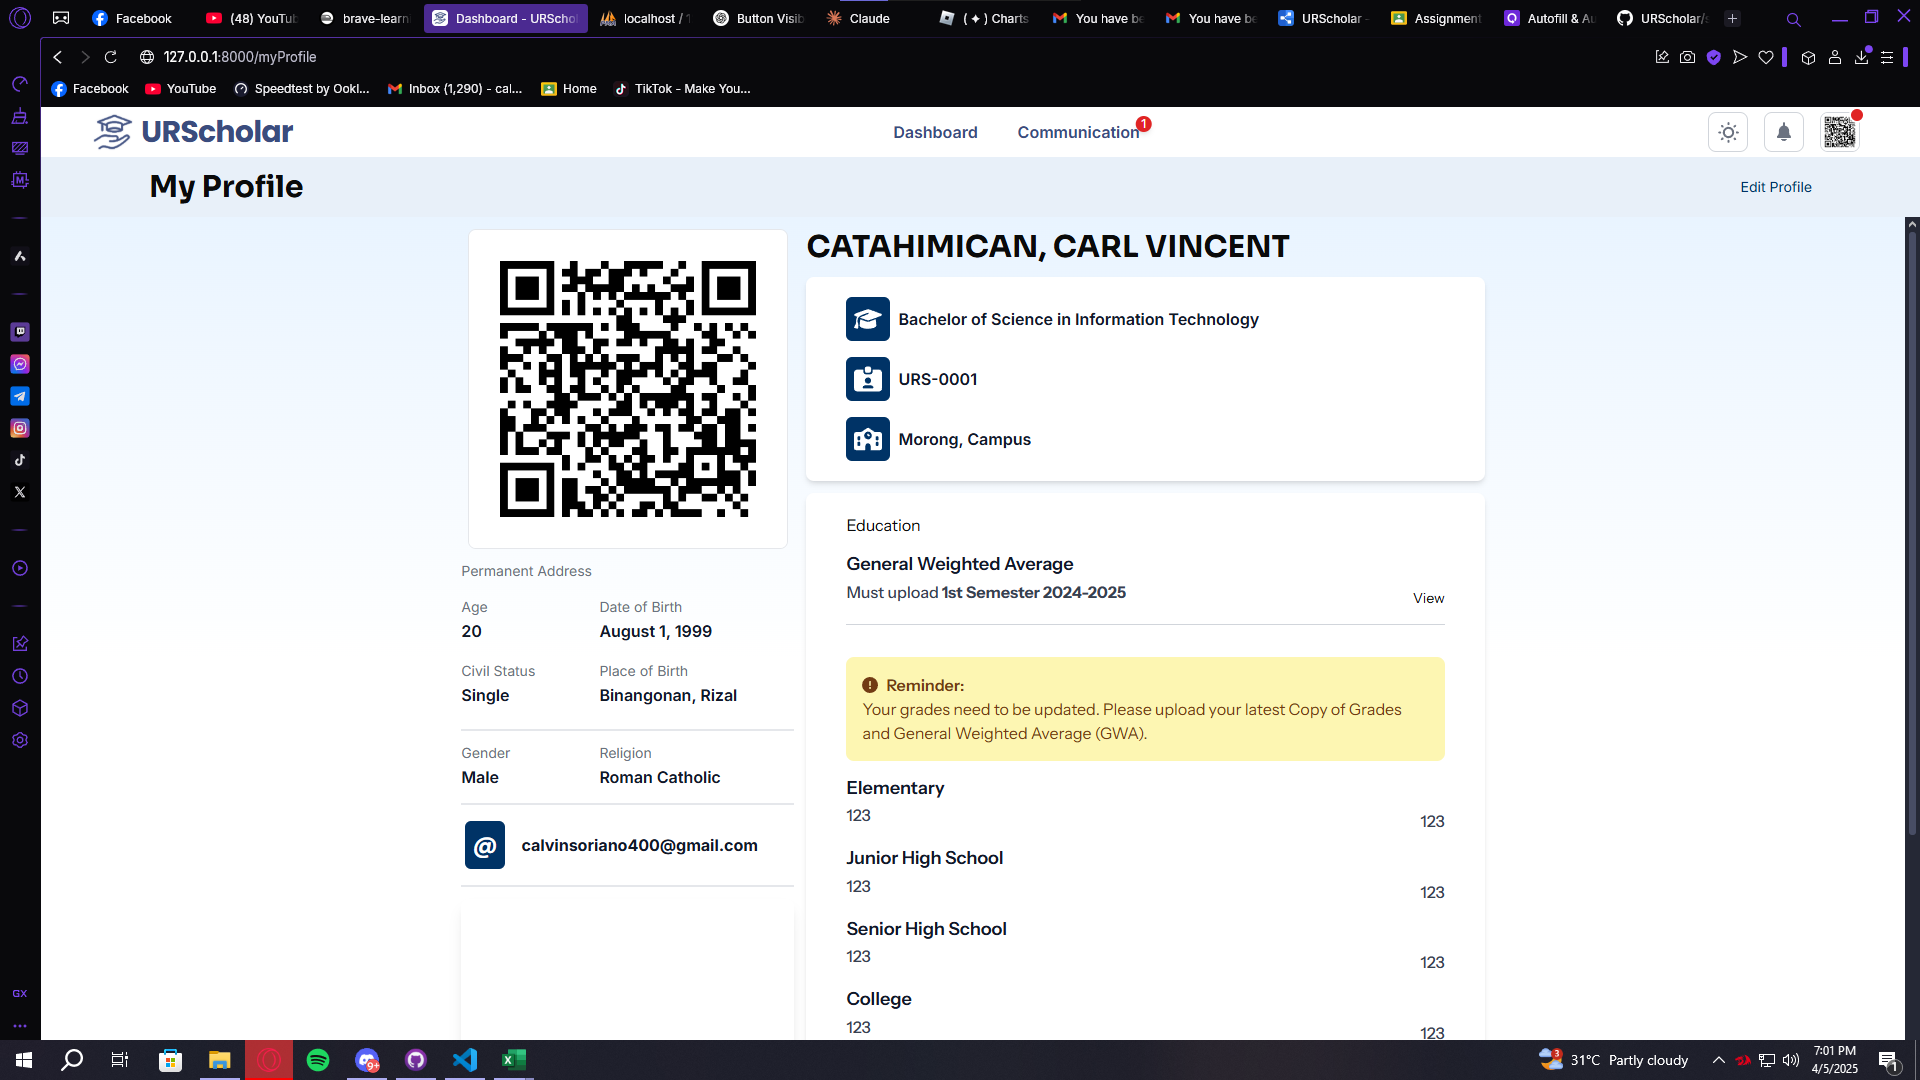 Facebook
(48) YouTu
brave-learn
Dashboard - URSchol
localhost / 1
Button Visib
Claude
( ✦ ) Charts
You have be
You have be
URScholar
Assignment
Autofill & Au
URScholar/s
127.0.0.1:8000/myProfile
Facebook
YouTube
Speedtest by Ookl...
Inbox (1,290) - cal...
Home
TikTok - Make You...
URScholar
Dashboard
Communication
1
My Profile
Edit Profile
CATAHIMICAN, CARL VINCENT
Bachelor of Science in Information Technology
URS-0001
Morong, Campus
Permanent Address
Age
Date of Birth
20
August 1, 1999
Civil Status
Place of Birth
Single
Binangonan, Rizal
Gender
Religion
Male
Roman Catholic
@
calvinsoriano400@gmail.com
Education
General Weighted Average
Must upload 1st Semester 2024-2025
View
Reminder:
Your grades need to be updated. Please upload your latest Copy of Grades
and General Weighted Average (GWA).
Elementary
123
123
Junior High School
123
123
Senior High School
123
123
College
123
123
GX
9+
3
31°C Partly cloudy
7:01 PM
4/5/2025
1